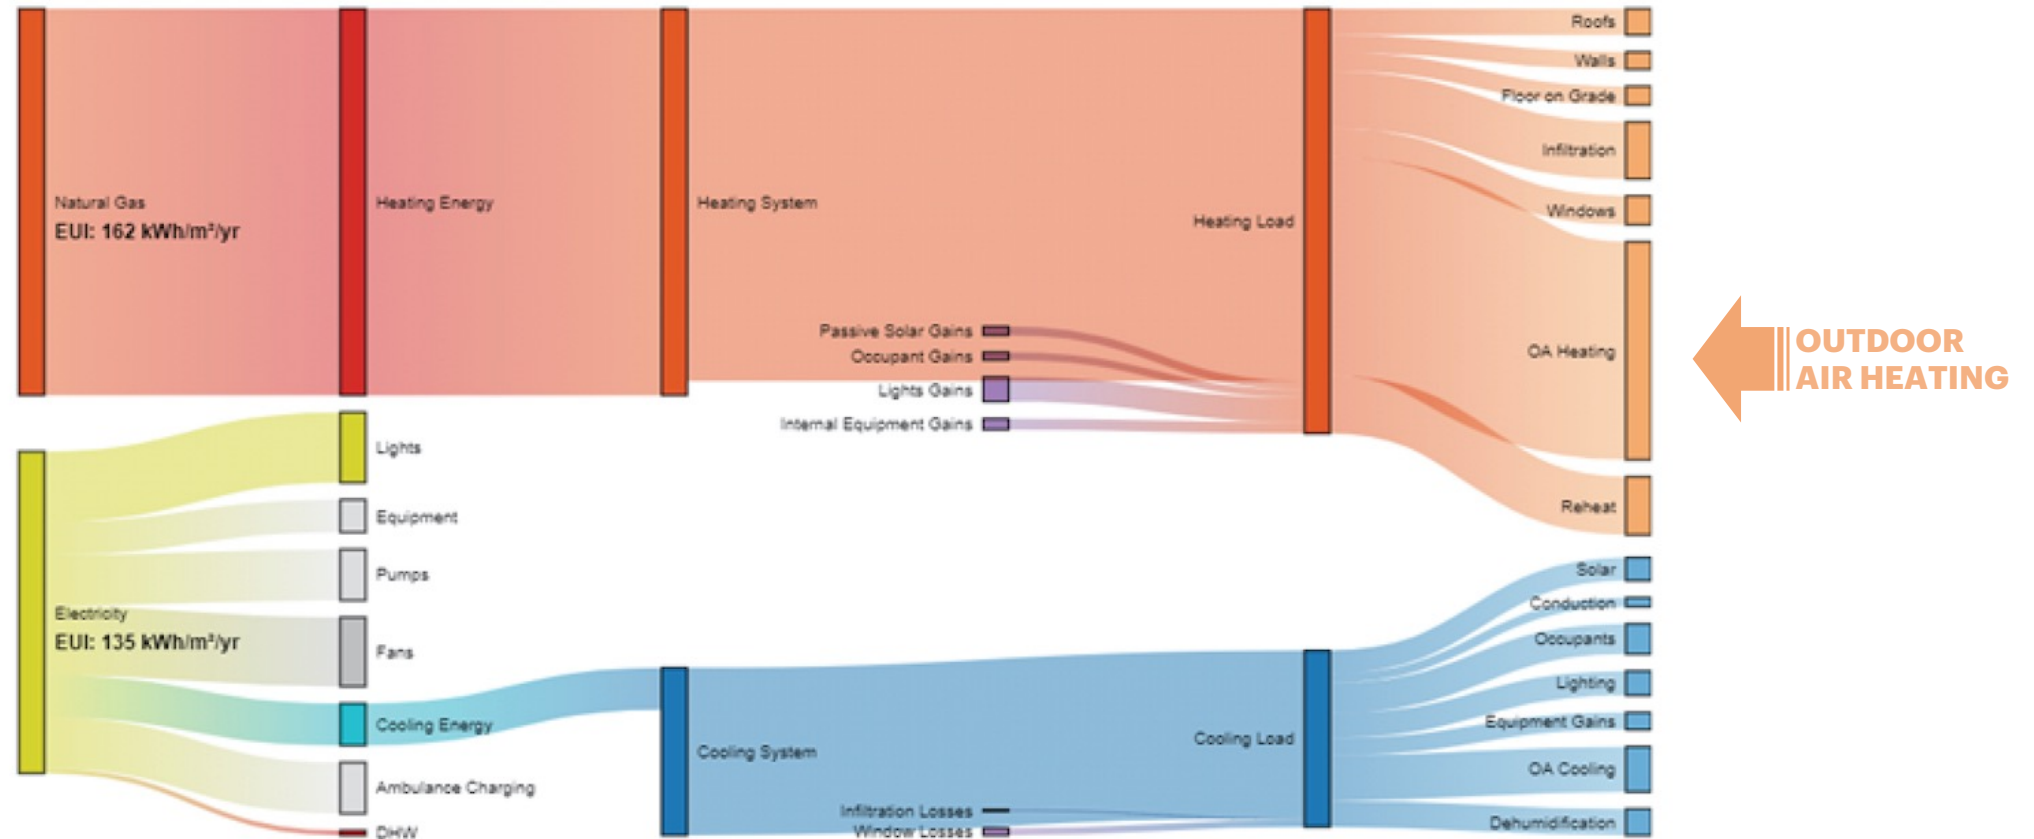 Natural Gas
EUI: 162 kWh/m²/yr
Electricity
EUI: 135 kWh/m²/yr
Heating Energy
Lights
Equipment
Pumps
Fans
Cooling Energy
Ambulance Charging
DHW
Heating System
Passive Solar Gains
Occupant Gains
Lights Gains
Internal Equipment Gains
Cooling System
Infiltration Losses
Window Losses
Heating Load
Cooling Load
Roofs
Walls
Floor on Grade
Infiltration
Windows
OA Heating
Reheat
Solar
Conduction
Occupants
Lighting
Equipment Gains
OA Cooling
Dehumidification
OUTDOOR
AIR HEATING